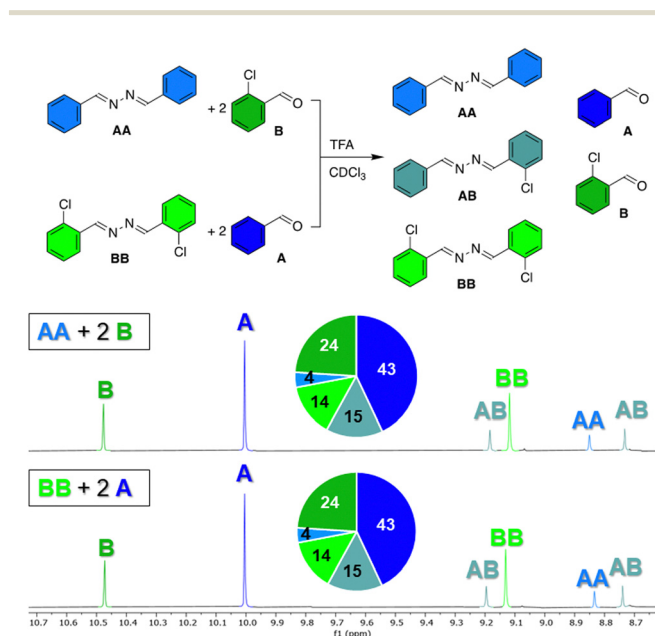 Cl
N N
AA
+ 2
O
B
Cl
N N
Cl
BB
+ 2
O
A
TFA
CDCl3
N N
AA
O
A
N N
Cl
AB
Cl
O
B
Cl
N N
Cl
BB
AA + 2 B
B
A
24
43
4
14
15
AB
BB
AA
AB
BB + 2 A
B
A
24
43
4
14
15
AB
BB
AA
AB
10.7 10.6 10.5 10.4 10.3 10.2 10.1 10.0 9.9 9.8 9.7 9.6 9.5 9.4 9.3 9.2 9.1 9.0 8.9 8.8 8.7
f1 (ppm)